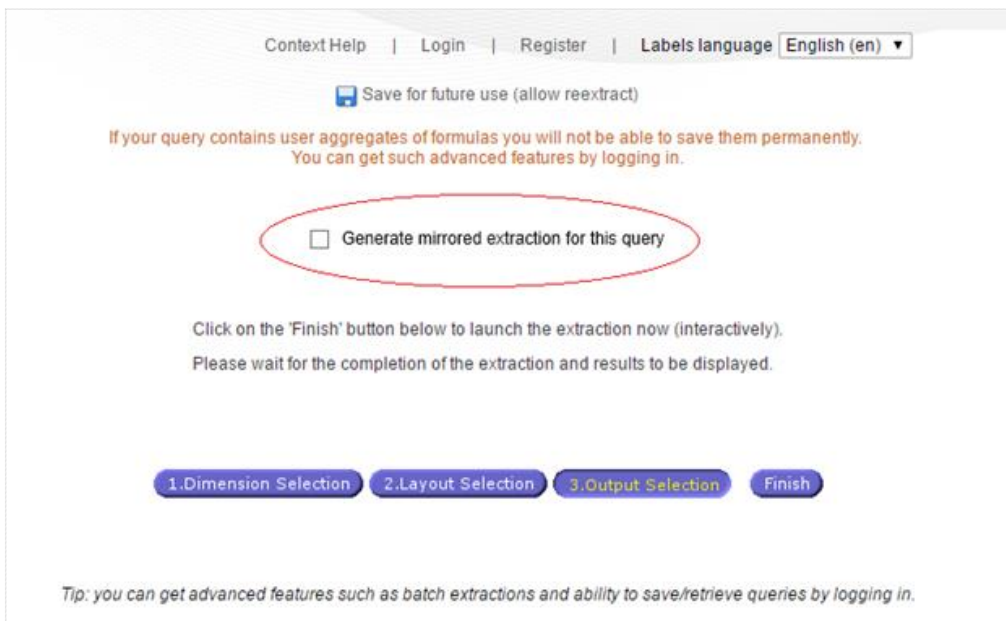 Context Help | Login | Register | Labels language English (en) ▼
Save for future use (allow reextract)
If your query contains user aggregates of formulas you will not be able to save them permanently.
You can get such advanced features by logging in.
Generate mirrored extraction for this query
Click on the 'Finish' button below to launch the extraction now (interactively).
Please wait for the completion of the extraction and results to be displayed.
1.Dimension Selection 2.Layout Selection 3.Output Selection Finish
Tip: you can get advanced features such as batch extractions and ability to save/retrieve queries by logging in.